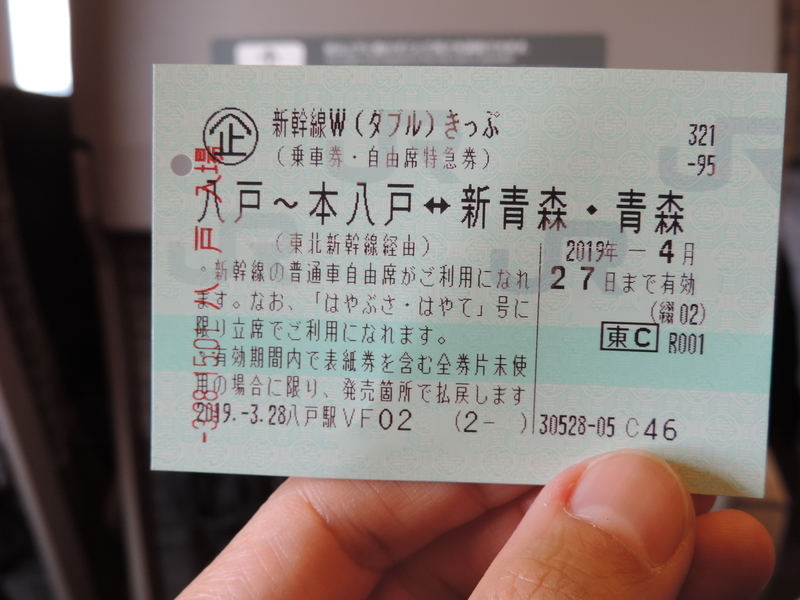 企
新幹線W(ダブル)きっぷ
321
(乗車券・自由席特急券)
-95
八戸〜本八戸↔新青森・青森
(東北新幹線経由)
2019年-4月
27日まで有効
。新幹線の普通車自由席がご利用になれ
ます。なお、「はやぶさ・はやて」号に
限り立席でご利用になれます。
(綴02)
東C R001
有効期間内で表紙券を含む全券片未使
用の場合に限り、発売箇所で払戻します
2019.-3.28八戸駅VF02 (2- )
30528-05 C46
八戸 入場